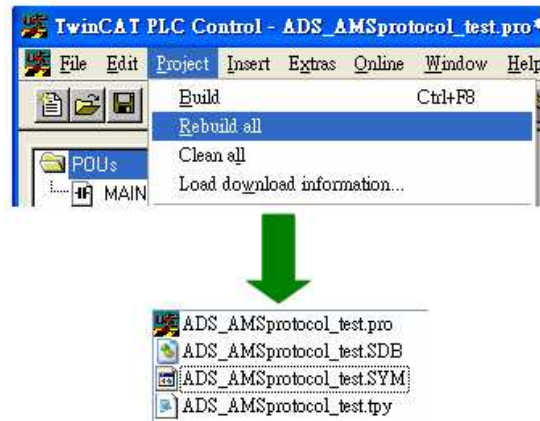 TwinCAT PLC Control - ADS_AMSprotocol_test.pro*
File Edit Project Insert Extras Online Window Help
Build Ctrl+F8
Rebuild all
Clean all
Load download information...
POUs
MAIN
ADS_AMSprotocol_test.pro
ADS_AMSprotocol_test.SDB
ADS_AMSprotocol_test.SYM
ADS_AMSprotocol_test.tpy